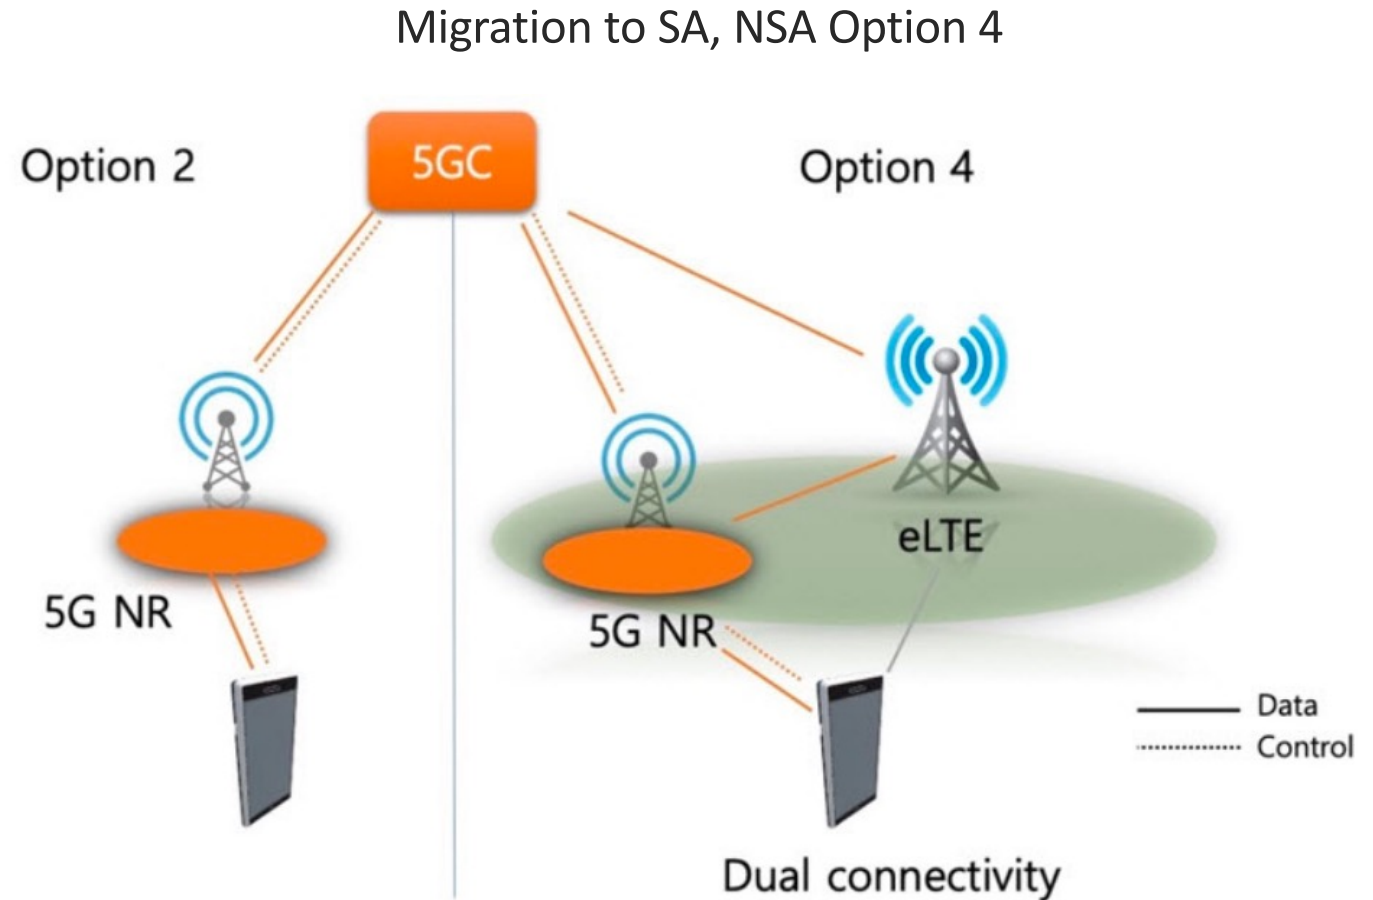 Migration to SA, NSA Option 4
Option 2
5GC
Option 4
eLTE
5G NR
5G NR
Data
Control
Dual connectivity